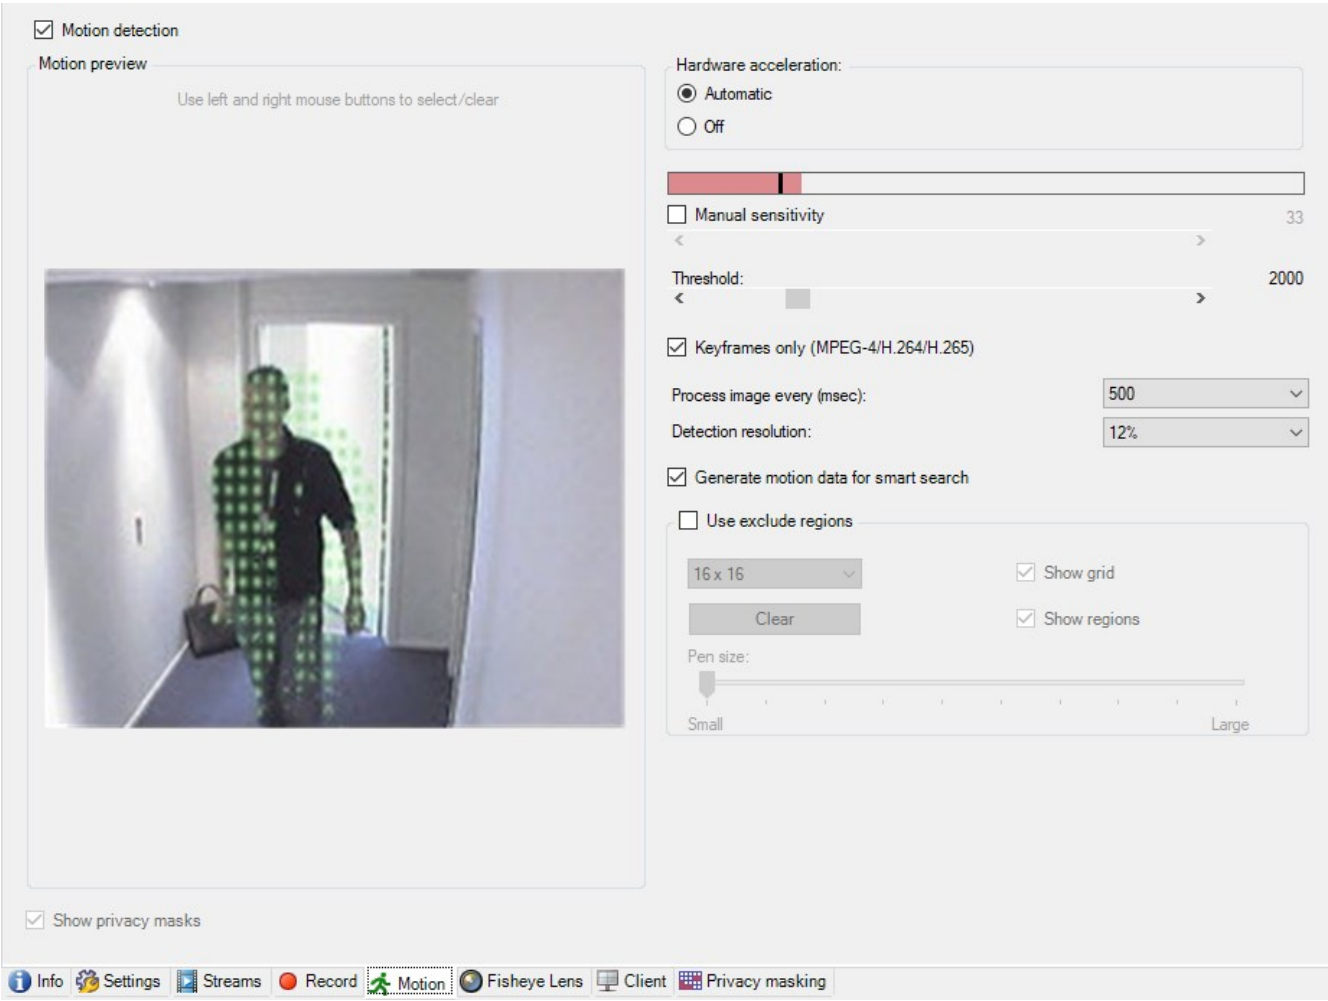 Motion detection
Motion preview
Use left and right mouse buttons to select/clear
Hardware acceleration:
Automatic
Off
Manual sensitivity 33
Threshold: 2000
Keyframes only (MPEG-4/H.264/H.265)
Process image every (msec): 500
Detection resolution: 12%
Generate motion data for smart search
Use exclude regions
16 x 16 Show grid
Clear Show regions
Pen size:
Small Large
Show privacy masks
Info Settings Streams Record Motion Fisheye Lens Client Privacy masking